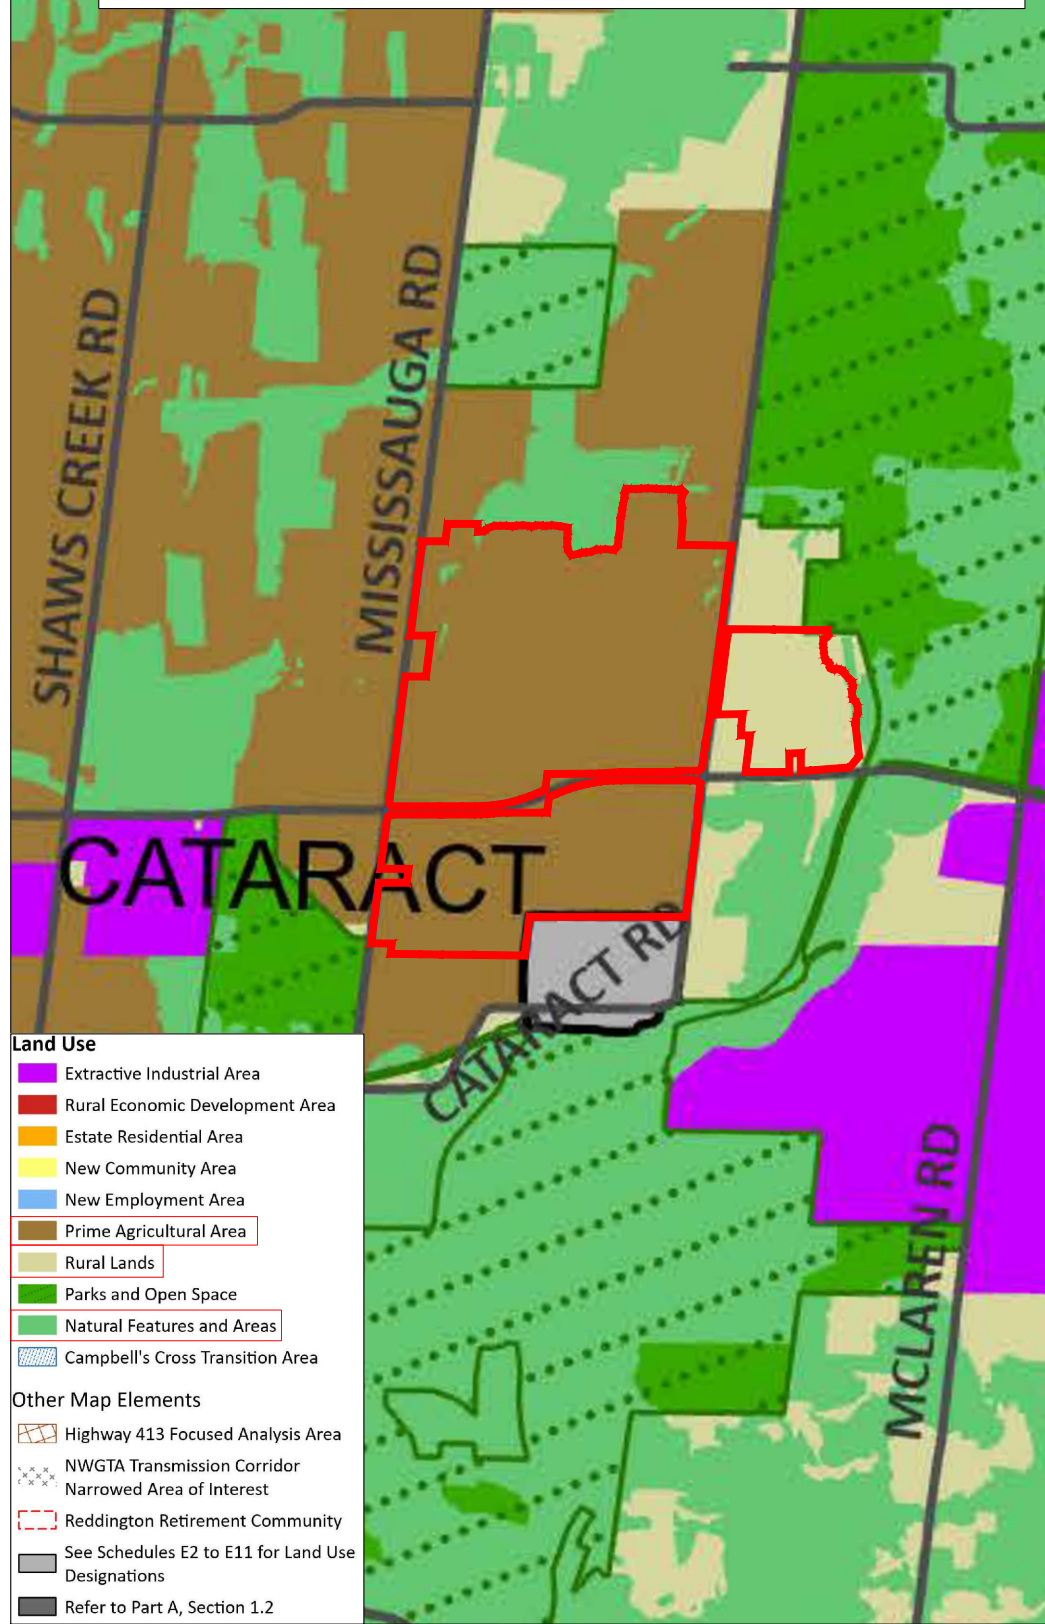 SHAWS CREEK RD
MISSISSAUGA RD
CATARACT
CATARACT RD
MCLAREN RD
Land Use
Extractive Industrial Area
Rural Economic Development Area
Estate Residential Area
New Community Area
New Employment Area
Prime Agricultural Area
Rural Lands
Parks and Open Space
Natural Features and Areas
Campbell's Cross Transition Area
Other Map Elements
Highway 413 Focused Analysis Area
NWGTA Transmission Corridor
Narrowed Area of Interest
Reddington Retirement Community
See Schedules E2 to E11 for Land Use
Designations
Refer to Part A, Section 1.2